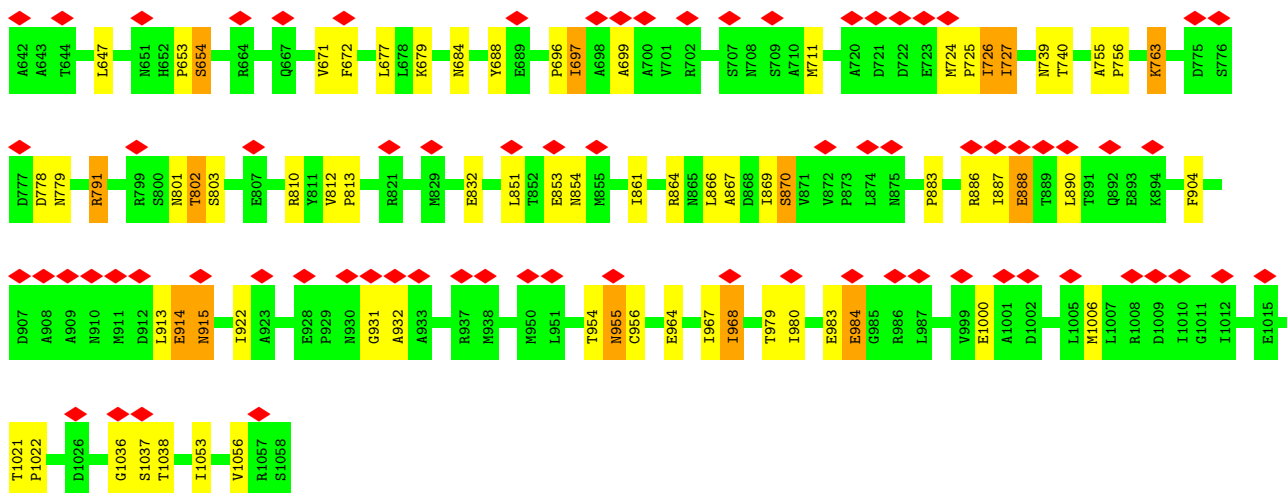 A642 A643 T644 L647 N651 H652 P653 S654 R664 Q667 V671 F672 L677 L678 K679 N684 Y688 E689 P696 I697 A698 A699 A700 V701 R702 S707 N708 S709 A710 M711 A720 D721 D722 E723 M724 P725 I726 I727 N739 T740 A755 P756 K763 D775 S776
D777 D778 N779 R791 R799 S800 N801 T802 S803 E807 R810 Y811 V812 P813 R821 M829 E832 L851 T852 E853 N854 M855 I861 R864 N865 L866 A867 D868 I869 S870 V871 V872 P873 L874 N875 P883 R886 I887 E888 T889 L890 T891 Q892 E893 K894 F904
D907 A908 A909 N910 M911 D912 L913 E914 N915 I922 A923 E928 P929 N930 G931 A932 A933 R937 M938 M950 L951 T954 N955 C956 E964 I967 I968 T979 I980 E983 E984 G985 R986 L987 V999 E1000 A1001 D1002 L1005 M1006 L1007 R1008 D1009 I1010 G1011 I1012 E1015
T1021 P1022 D1026 G1036 S1037 T1038 I1053 V1056 R1057 S1058